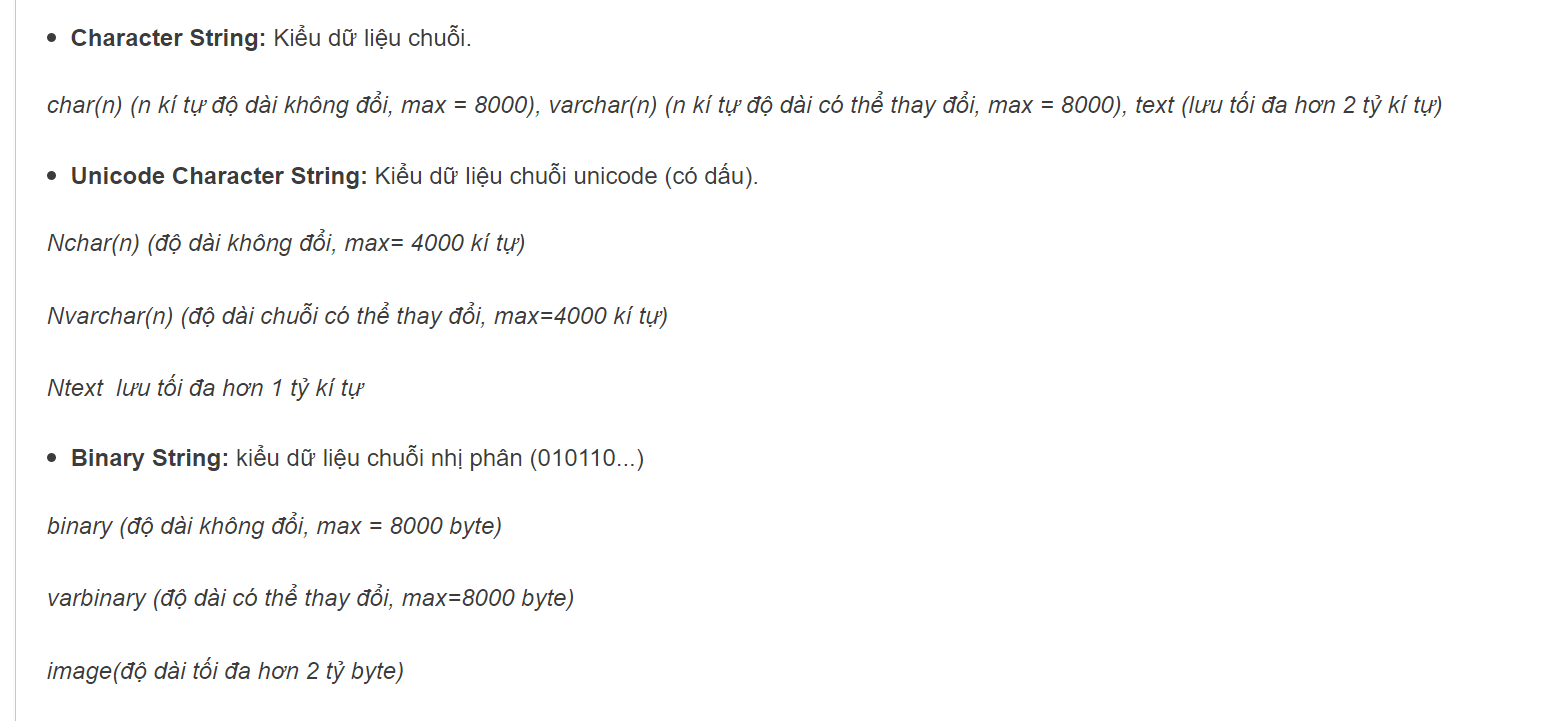 • Character String: Kiểu dữ liệu chuỗi.
char(n) (n kí tự độ dài không đổi, max = 8000), varchar(n) (n kí tự độ dài có thể thay đổi, max = 8000), text (lưu tối đa hơn 2 tỷ kí tự)
• Unicode Character String: Kiểu dữ liệu chuỗi unicode (có dấu).
Nchar(n) (độ dài không đổi, max= 4000 kí tự)
Nvarchar(n) (độ dài chuỗi có thể thay đổi, max=4000 kí tự)
Ntext  lưu tối đa hơn 1 tỷ kí tự
• Binary String: kiểu dữ liệu chuỗi nhị phân (010110...)
binary (độ dài không đổi, max = 8000 byte)
varbinary (độ dài có thể thay đổi, max=8000 byte)
image(độ dài tối đa hơn 2 tỷ byte)